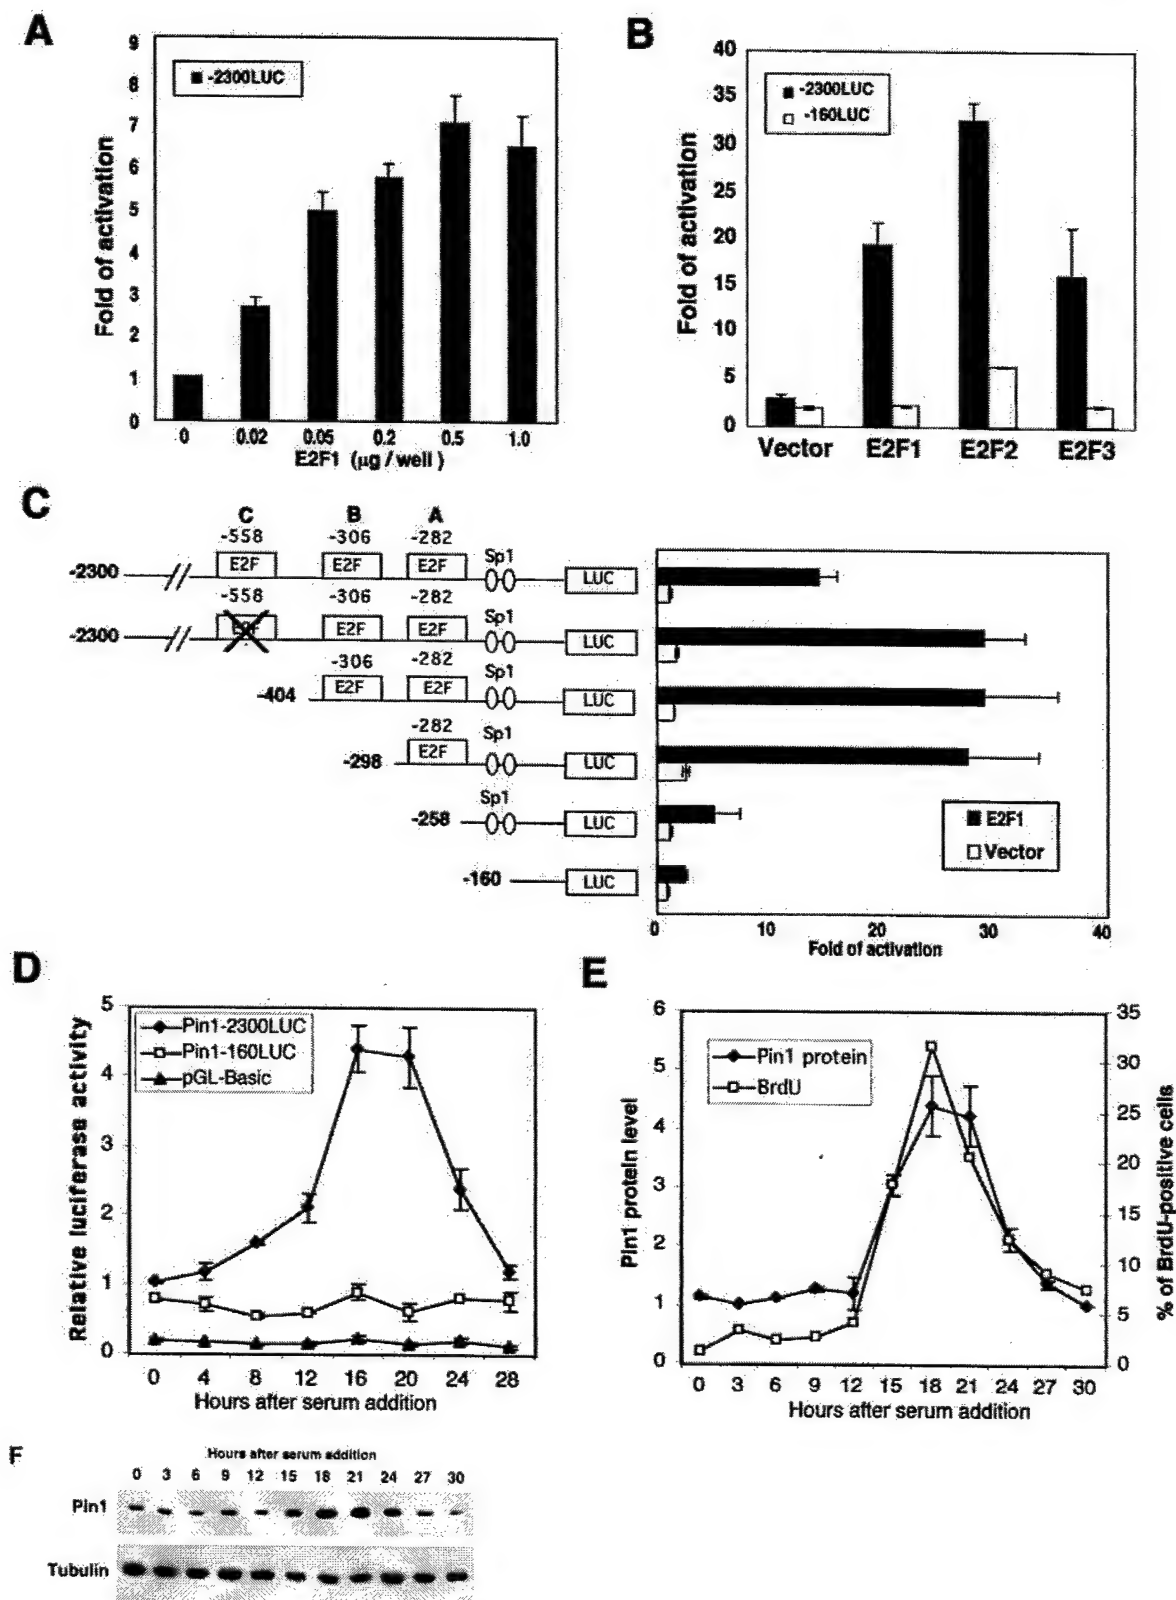 A
Fold of activation
9
8
7
6
5
4
3
2
1
0
-2300LUC
0 0.02 0.05 0.2 0.5 1.0
E2F1 (µg / well )
B
Fold of activation
40
35
30
25
20
15
10
5
0
-2300LUC
-160LUC
Vector E2F1 E2F2 E2F3
C
C B A
-558 -306 -282
-2300 E2F E2F E2F Sp1 LUC
-558 -306 -282
-2300 E2F E2F Sp1 LUC
-306 -282
-404 E2F E2F Sp1 LUC
-282
-298 E2F Sp1 LUC
Sp1
-258 LUC
-160 LUC
E2F1
Vector
0 10 20 30 40
Fold of activation
D
Relative luciferase activity
5
4
3
2
1
0
Pin1-2300LUC
Pin1-160LUC
pGL-Basic
0 4 8 12 16 20 24 28
Hours after serum addition
E
Pin1 protein level
6
5
4
3
2
1
0
Pin1 protein
BrdU
35
30
25
20
15
10
5
0
% of BrdU-positive cells
0 3 6 9 12 15 18 21 24 27 30
Hours after serum addition
F
Hours after serum addition
0 3 6 9 12 15 18 21 24 27 30
Pin1
Tubulin